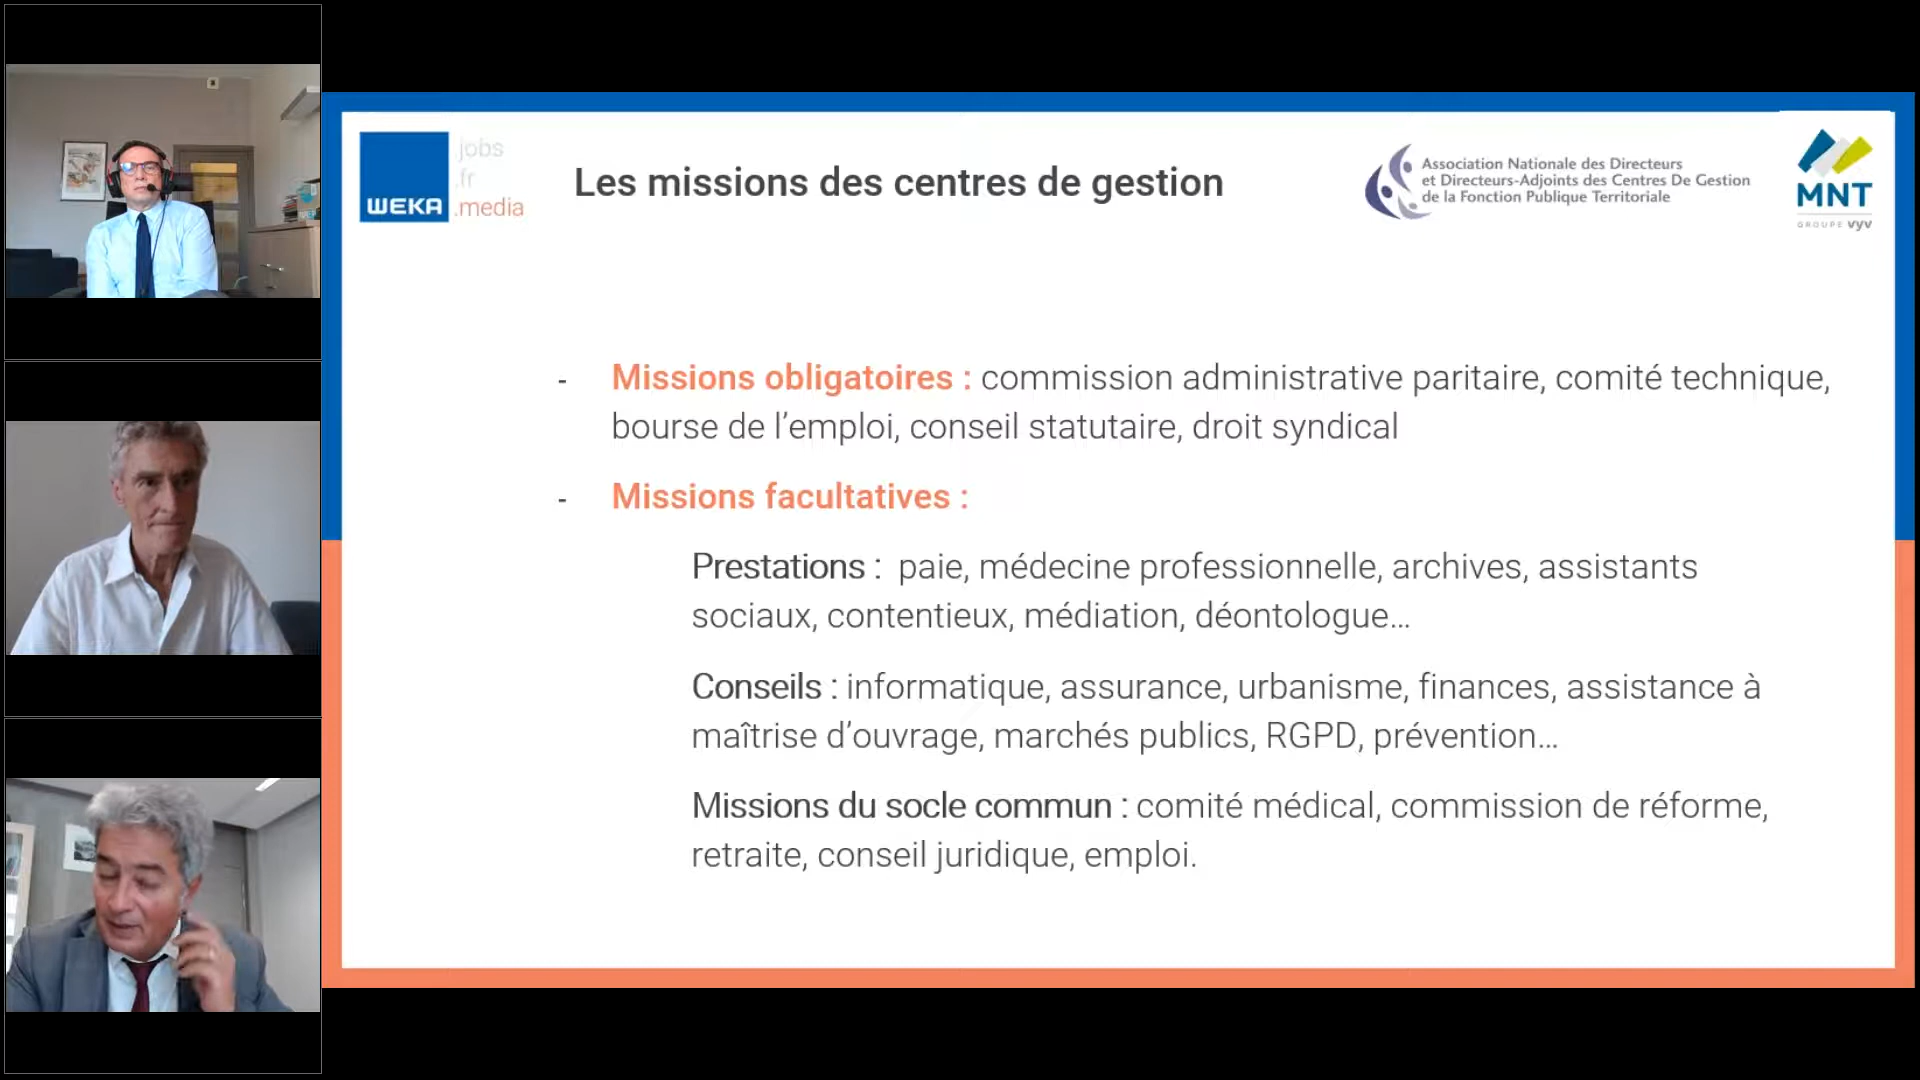 jobs
.fr
WEKA .media
Les missions des centres de gestion
Association Nationale des Directeurs
et Directeurs-Adjoints des Centres De Gestion
de la Fonction Publique Territoriale
MNT
GROUPE vyv
- Missions obligatoires : commission administrative paritaire, comité technique,
bourse de l’emploi, conseil statutaire, droit syndical
- Missions facultatives :
Prestations : paie, médecine professionnelle, archives, assistants
sociaux, contentieux, médiation, déontologue…
Conseils : informatique, assurance, urbanisme, finances, assistance à
maîtrise d’ouvrage, marchés publics, RGPD, prévention…
Missions du socle commun : comité médical, commission de réforme,
retraite, conseil juridique, emploi.